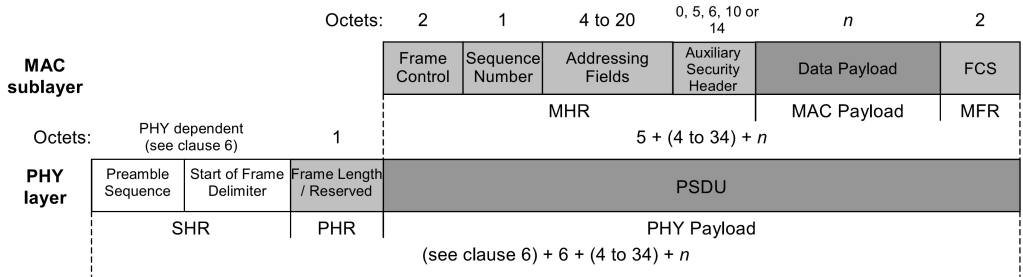 Octets: 2 1 4 to 20 0, 5, 6, 10 or 14 n 2
MAC sublayer
Frame Control
Sequence Number
Addressing Fields
Auxiliary Security Header
Data Payload
FCS
MHR
MAC Payload
MFR
Octets:
PHY dependent
(see clause 6)
1
5 + (4 to 34) + n
PHY layer
Preamble Sequence
Start of Frame Delimiter
Frame Length / Reserved
PSDU
SHR
PHR
PHY Payload
(see clause 6) + 6 + (4 to 34) + n